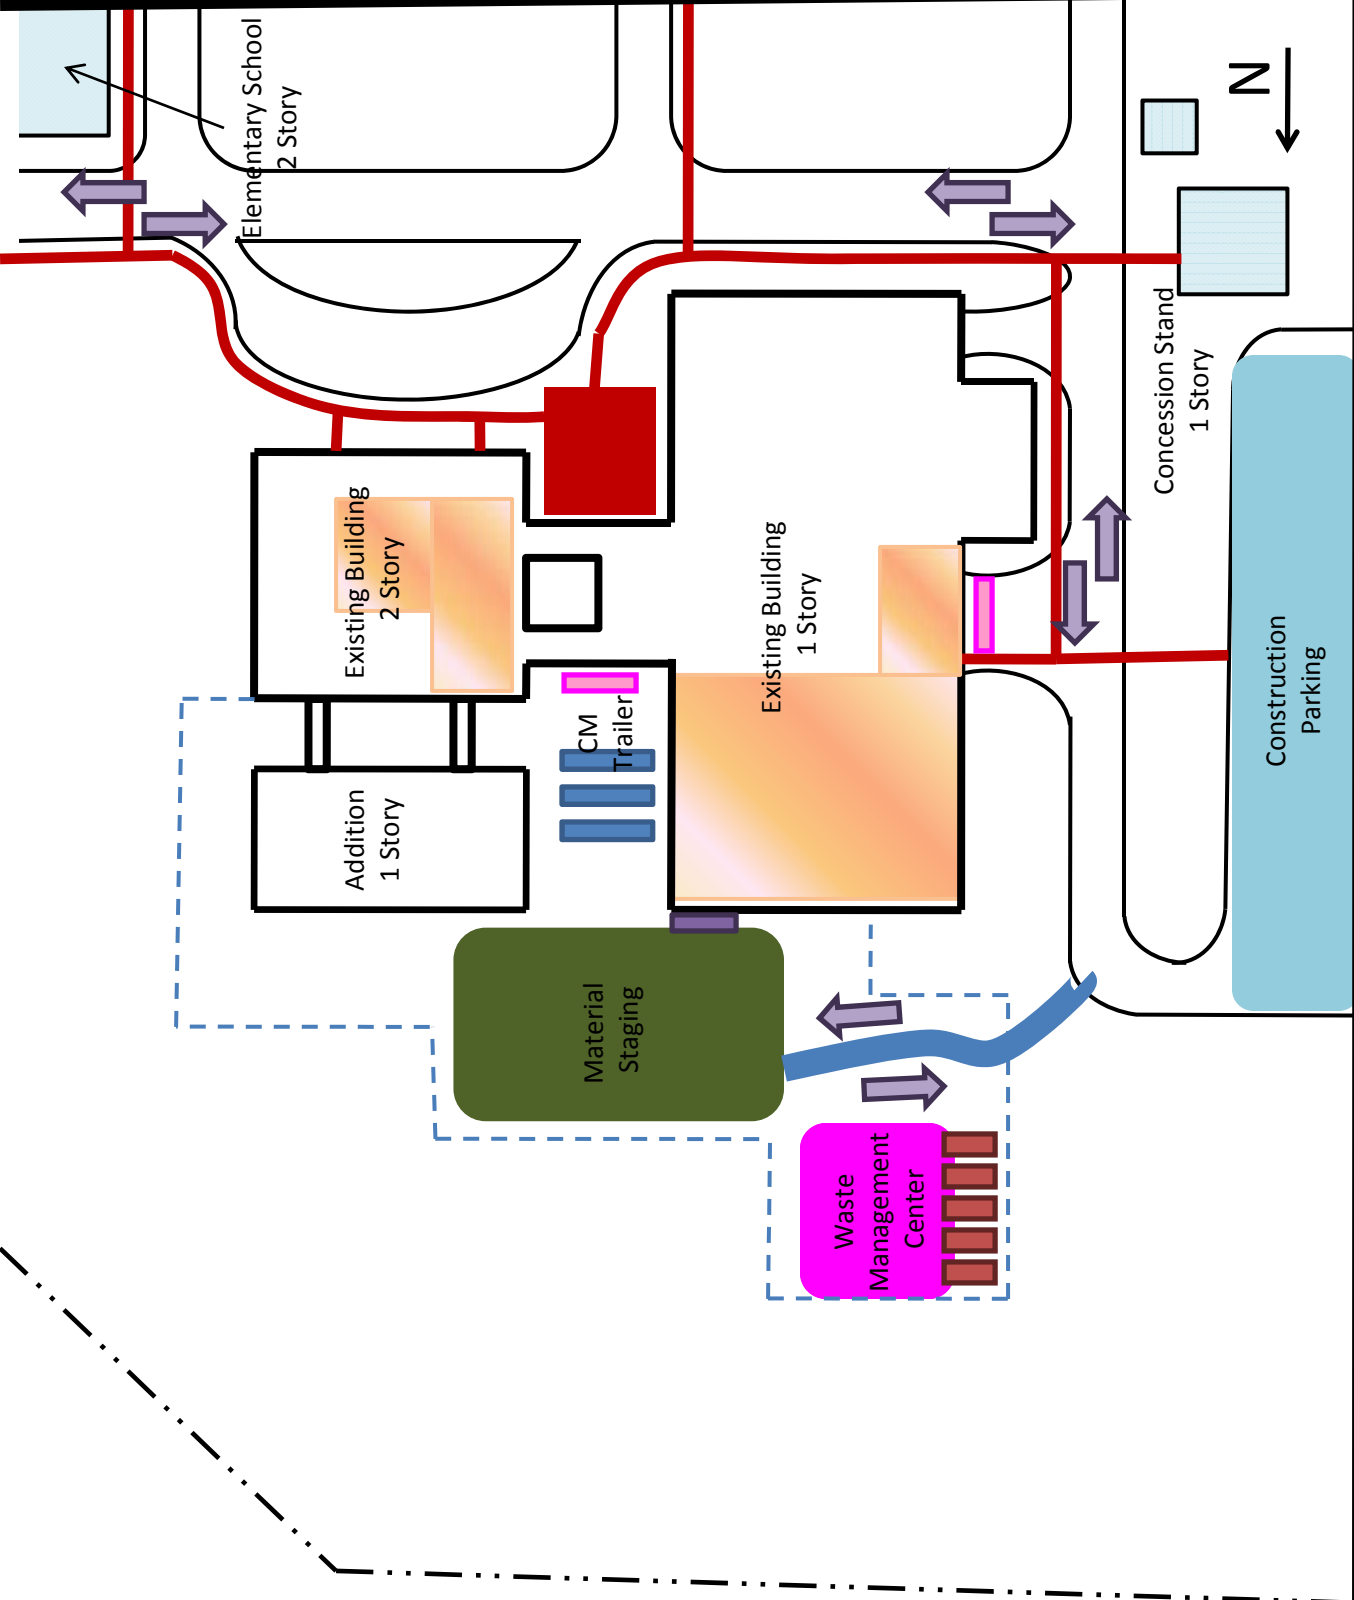 Elementary School
2 Story
N
Concession Stand
1 Story
Existing Building
2 Story
Existing Building
1 Story
CM
Trailer
Construction
Parking
Addition
1 Story
Material
Staging
Waste
Management
Center